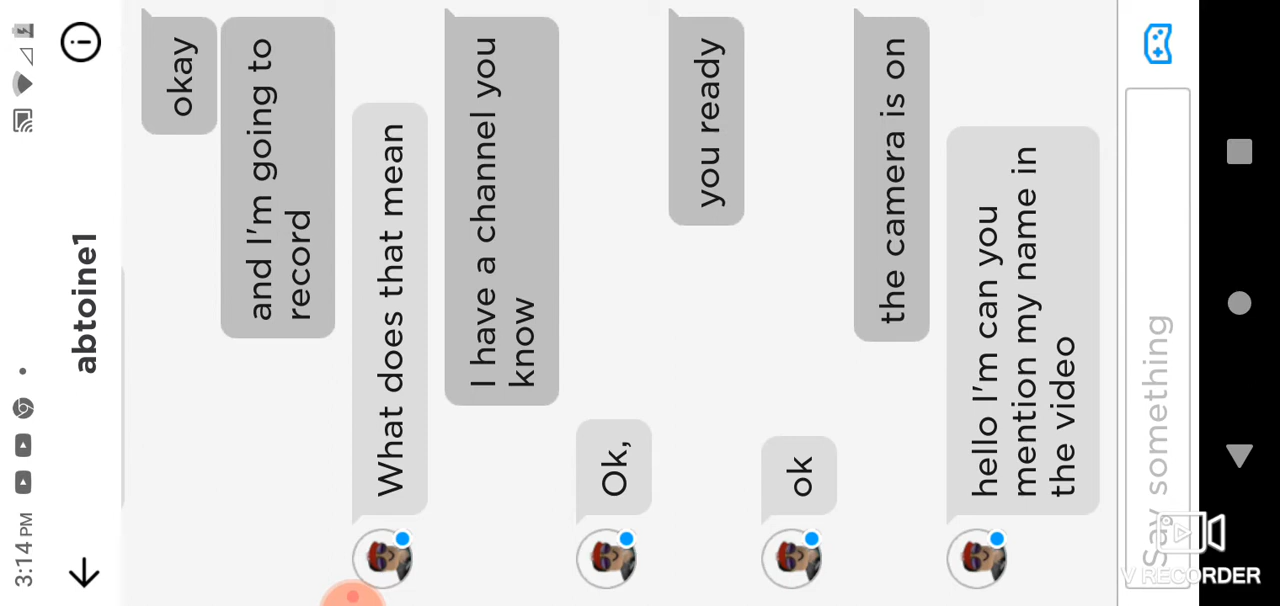 3:14 PM
abtoine1
okay
and I'm going to
record
What does that mean
I have a channel you
know
Ok,
you ready
ok
the camera is on
hello I'm can you
mention my name in
the video
Say something
V RECORDER